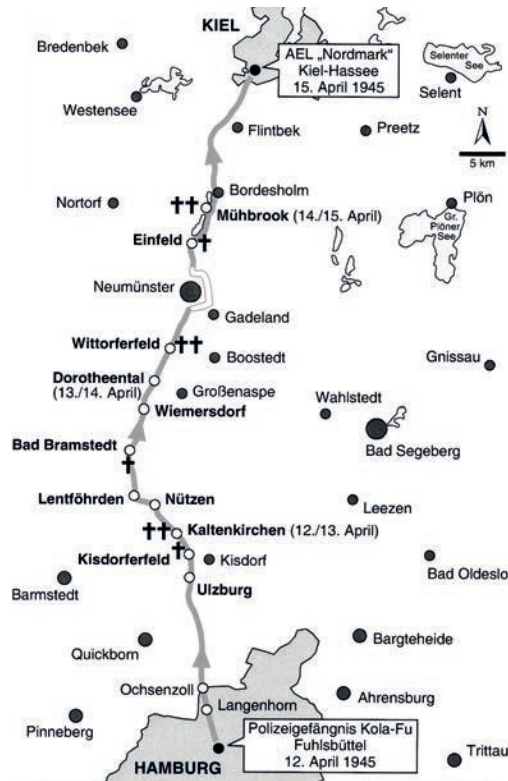 KIEL
AEL „Nordmark"
Kiel-Hassee
15. April 1945
Bredenbek
Selenter
See
Selent
Westensee
N
5 km
Flintbek
Preetz
Bordesholm
Nortorf
Mühbrook (14./15. April)
Plön
Gr.
Plöner
See
Einfeld
Neumünster
Gadeland
Wittorferfeld
Boostedt
Gnissau
Dorotheental
(13./14. April)
Großenaspe
Wahlstedt
Wiemersdorf
Bad Segeberg
Bad Bramstedt
Lentföhrden
Nützen
Leezen
Kaltenkirchen (12./13. April)
Kisdorferfeld
Kisdorf
Bad Oldeslo
Barmstedt
Ulzburg
Quickborn
Bargteheide
Ochsenzoll
Langenhorn
Ahrensburg
Pinneberg
Polizeigefängnis Kola-Fu
Fuhlsbüttel
12. April 1945
HAMBURG
Trittau